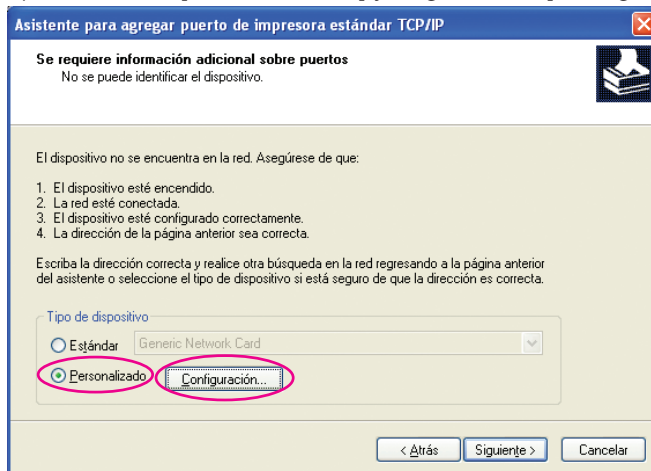 Asistente para agregar puerto de impresora estándar TCP/IP
Se requiere información adicional sobre puertos
No se puede identificar el dispositivo.
El dispositivo no se encuentra en la red. Asegúrese de que:
1. El dispositivo esté encendido.
2. La red esté conectada.
3. El dispositivo esté configurado correctamente.
4. La dirección de la página anterior sea correcta.
Escriba la dirección correcta y realice otra búsqueda en la red regresando a la página anterior
del asistente o seleccione el tipo de dispositivo si está seguro de que la dirección es correcta.
Tipo de dispositivo
Estándar Generic Network Card
Personalizado Configuración...
< Atrás Siguiente > Cancelar